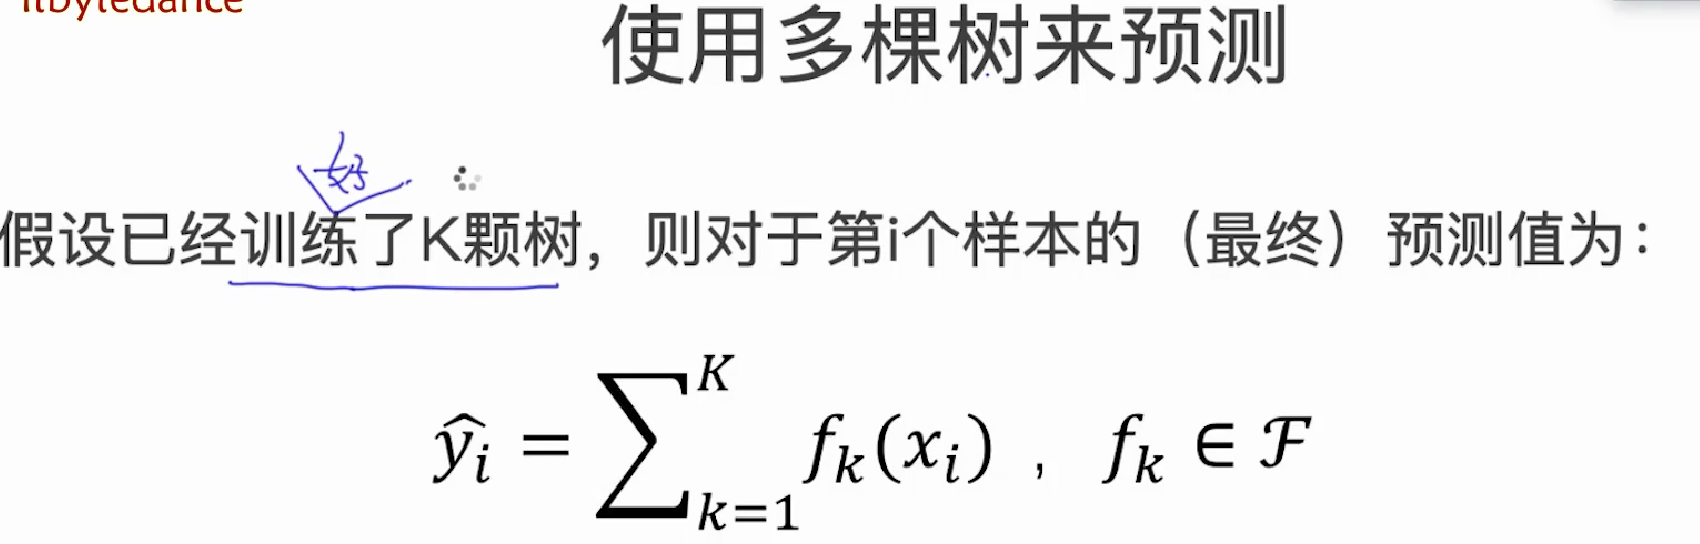 itbytedance
使用多棵树来预测
好
假设已经训练了K颗树，则对于第i个样本的（最终）预测值为：
$\hat{y_i} = \sum_{k=1}^{K} f_k(x_i)$ ， $f_k \in \mathcal{F}$